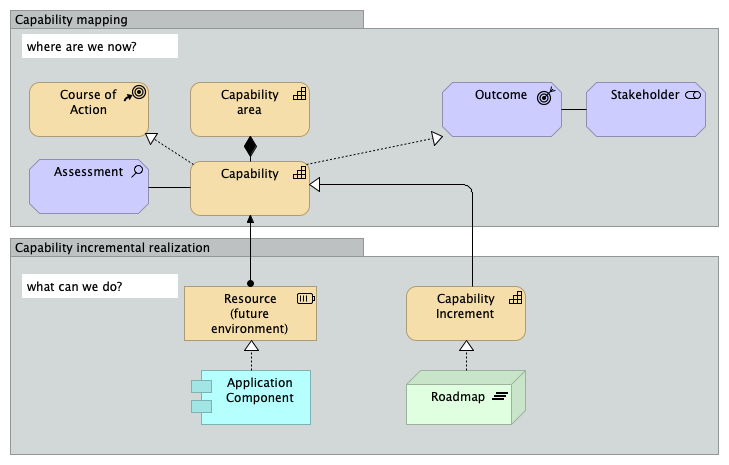 Capability mapping
where are we now?
Course of
Action
Capability
area
Outcome
Stakeholder
Assessment
Capability
Capability incremental realization
what can we do?
Resource
(future
environment)
Capability
Increment
Application
Component
Roadmap